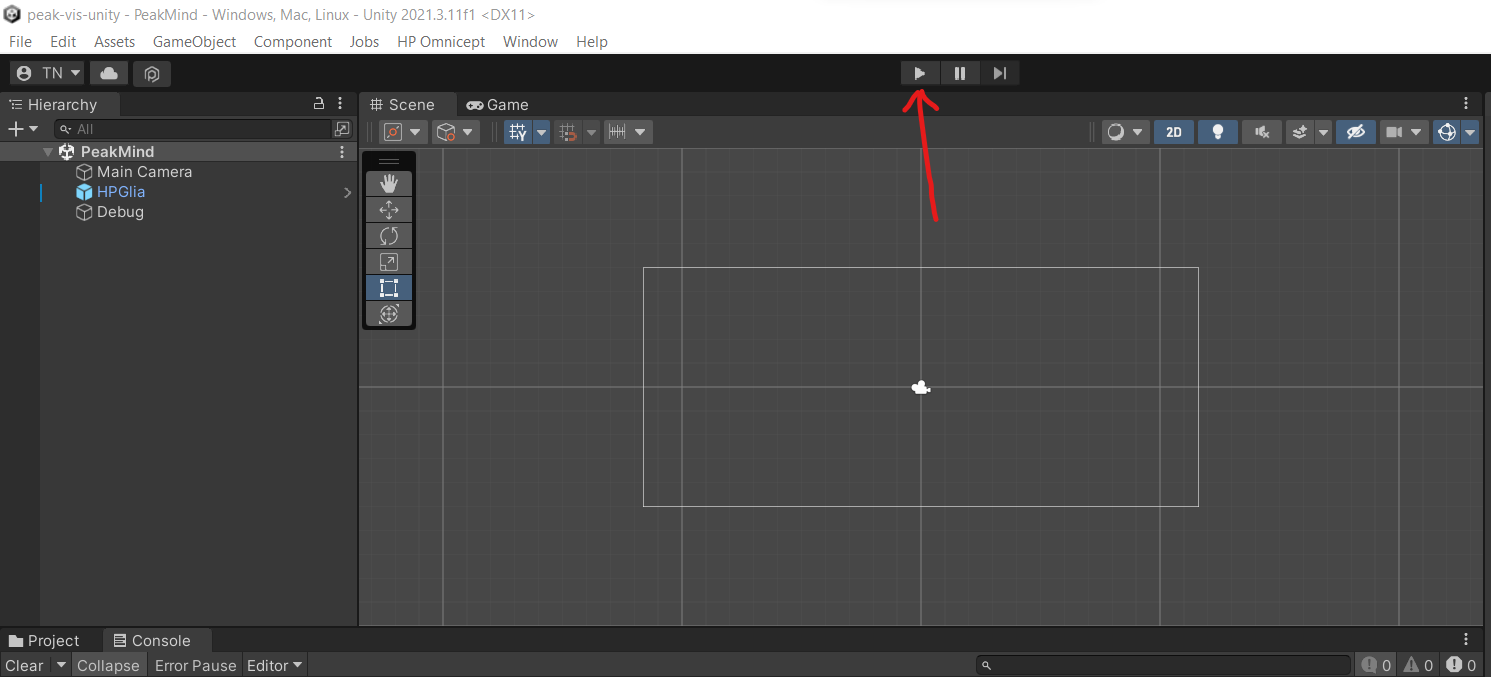 peak-vis-unity - PeakMind - Windows, Mac, Linux - Unity 2021.3.11f1 <DX11>
File Edit Assets GameObject Component Jobs HP Omnicept Window Help
TN
Hierarchy
Scene Game
All
Y 2D
PeakMind
Main Camera
HPGlia
Debug
Project Console
Clear Collapse Error Pause Editor 0 0 0